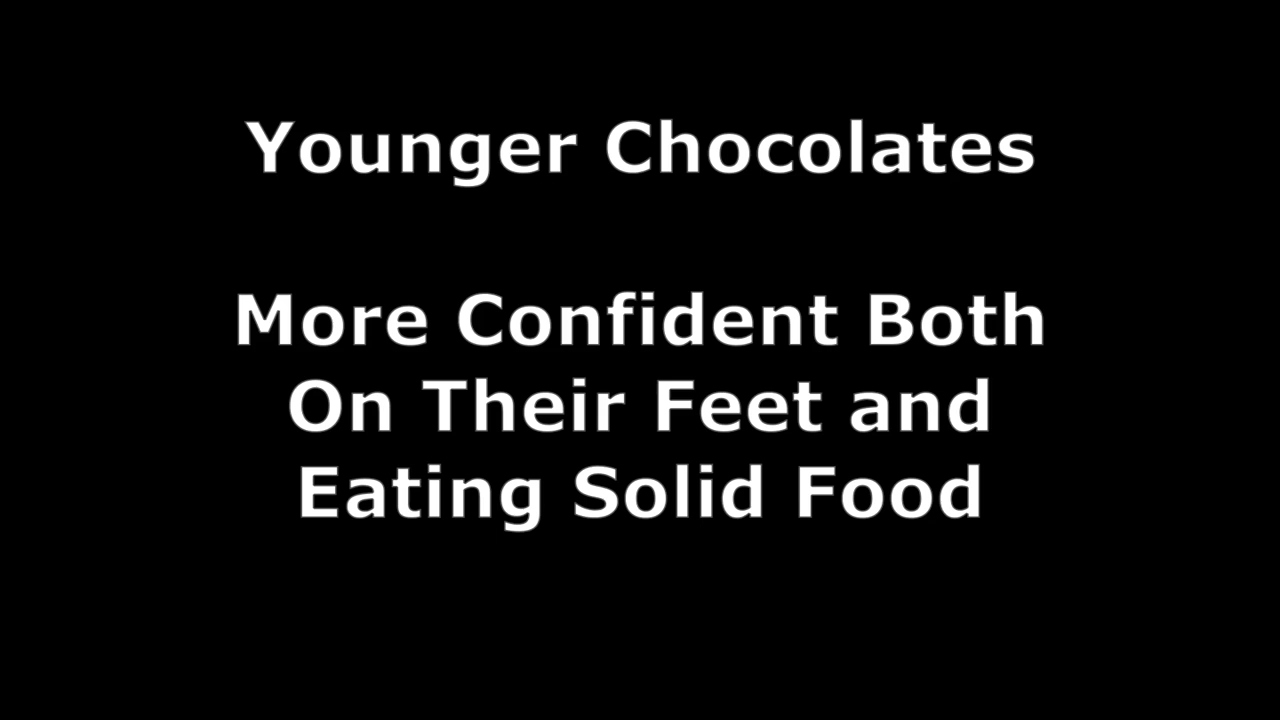 Younger Chocolates
More Confident Both
On Their Feet and
Eating Solid Food